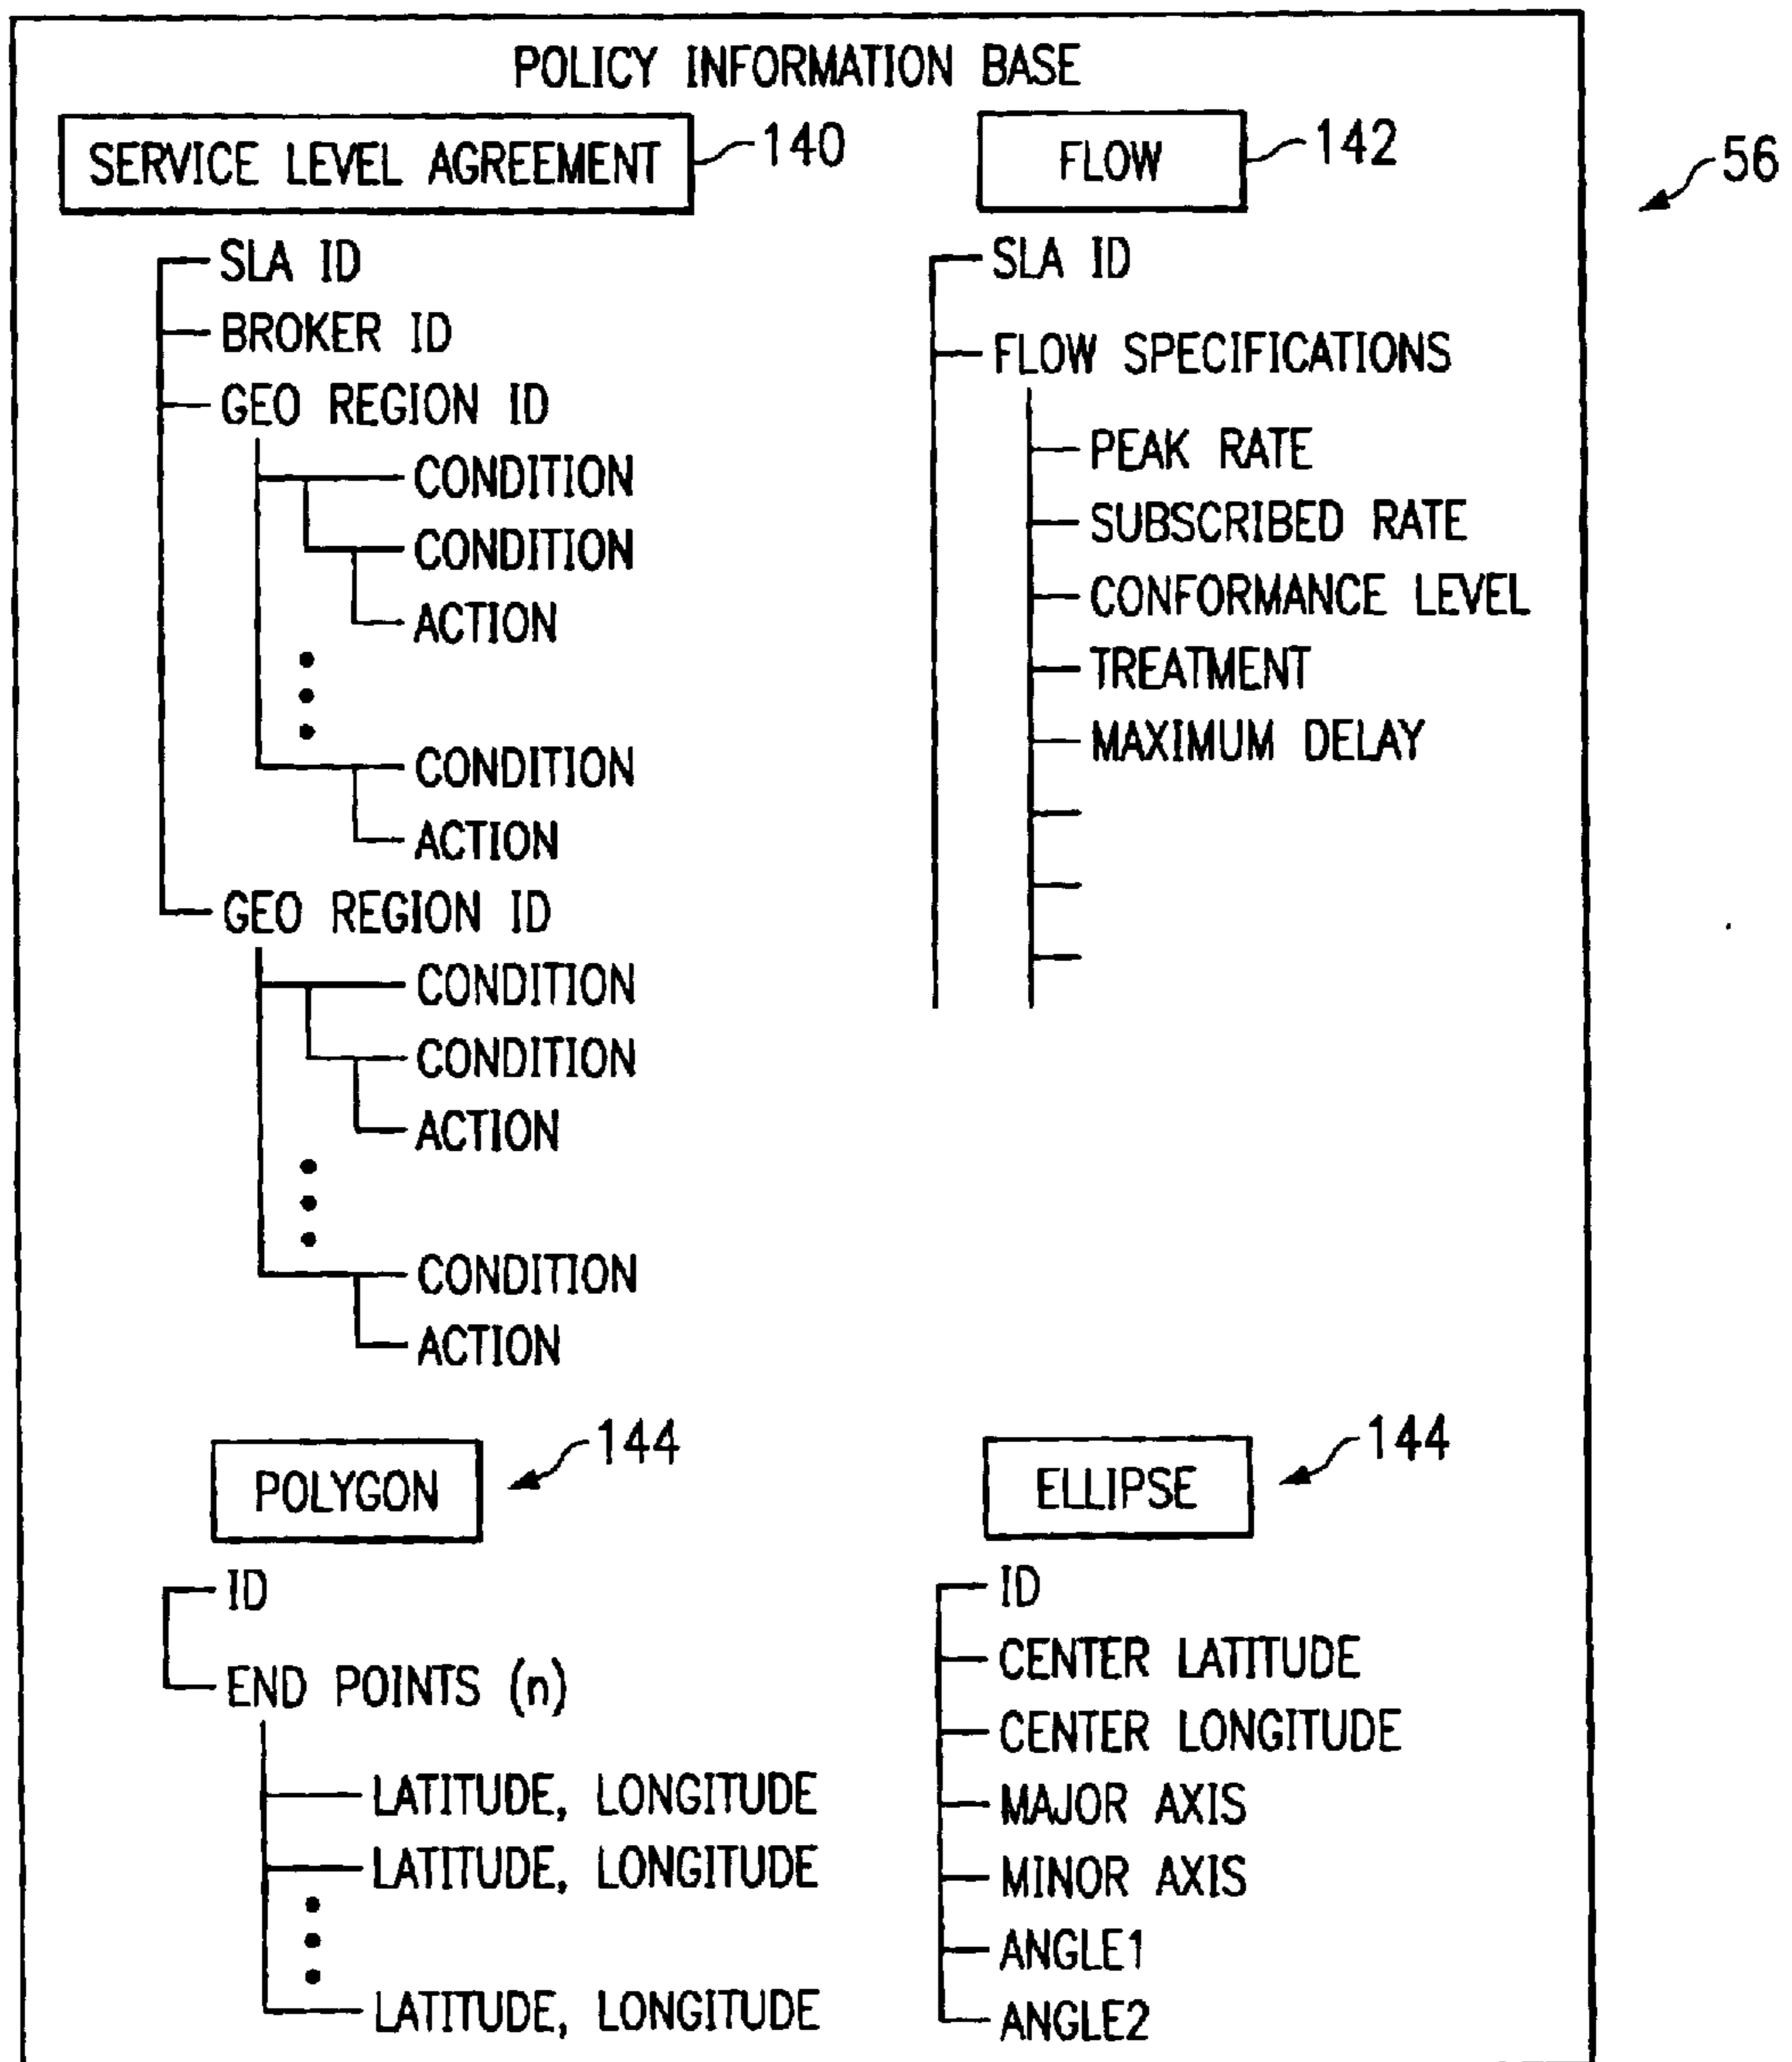 POLICY INFORMATION BASE
SERVICE LEVEL AGREEMENT
140
SLA ID
BROKER ID
GEO REGION ID
CONDITION
CONDITION
ACTION
CONDITION
ACTION
GEO REGION ID
CONDITION
CONDITION
ACTION
CONDITION
ACTION
FLOW
142
56
SLA ID
FLOW SPECIFICATIONS
PEAK RATE
SUBSCRIBED RATE
CONFORMANCE LEVEL
TREATMENT
MAXIMUM DELAY
POLYGON
144
ID
END POINTS (n)
LATITUDE, LONGITUDE
LATITUDE, LONGITUDE
LATITUDE, LONGITUDE
ELLIPSE
144
ID
CENTER LATITUDE
CENTER LONGITUDE
MAJOR AXIS
MINOR AXIS
ANGLE1
ANGLE2